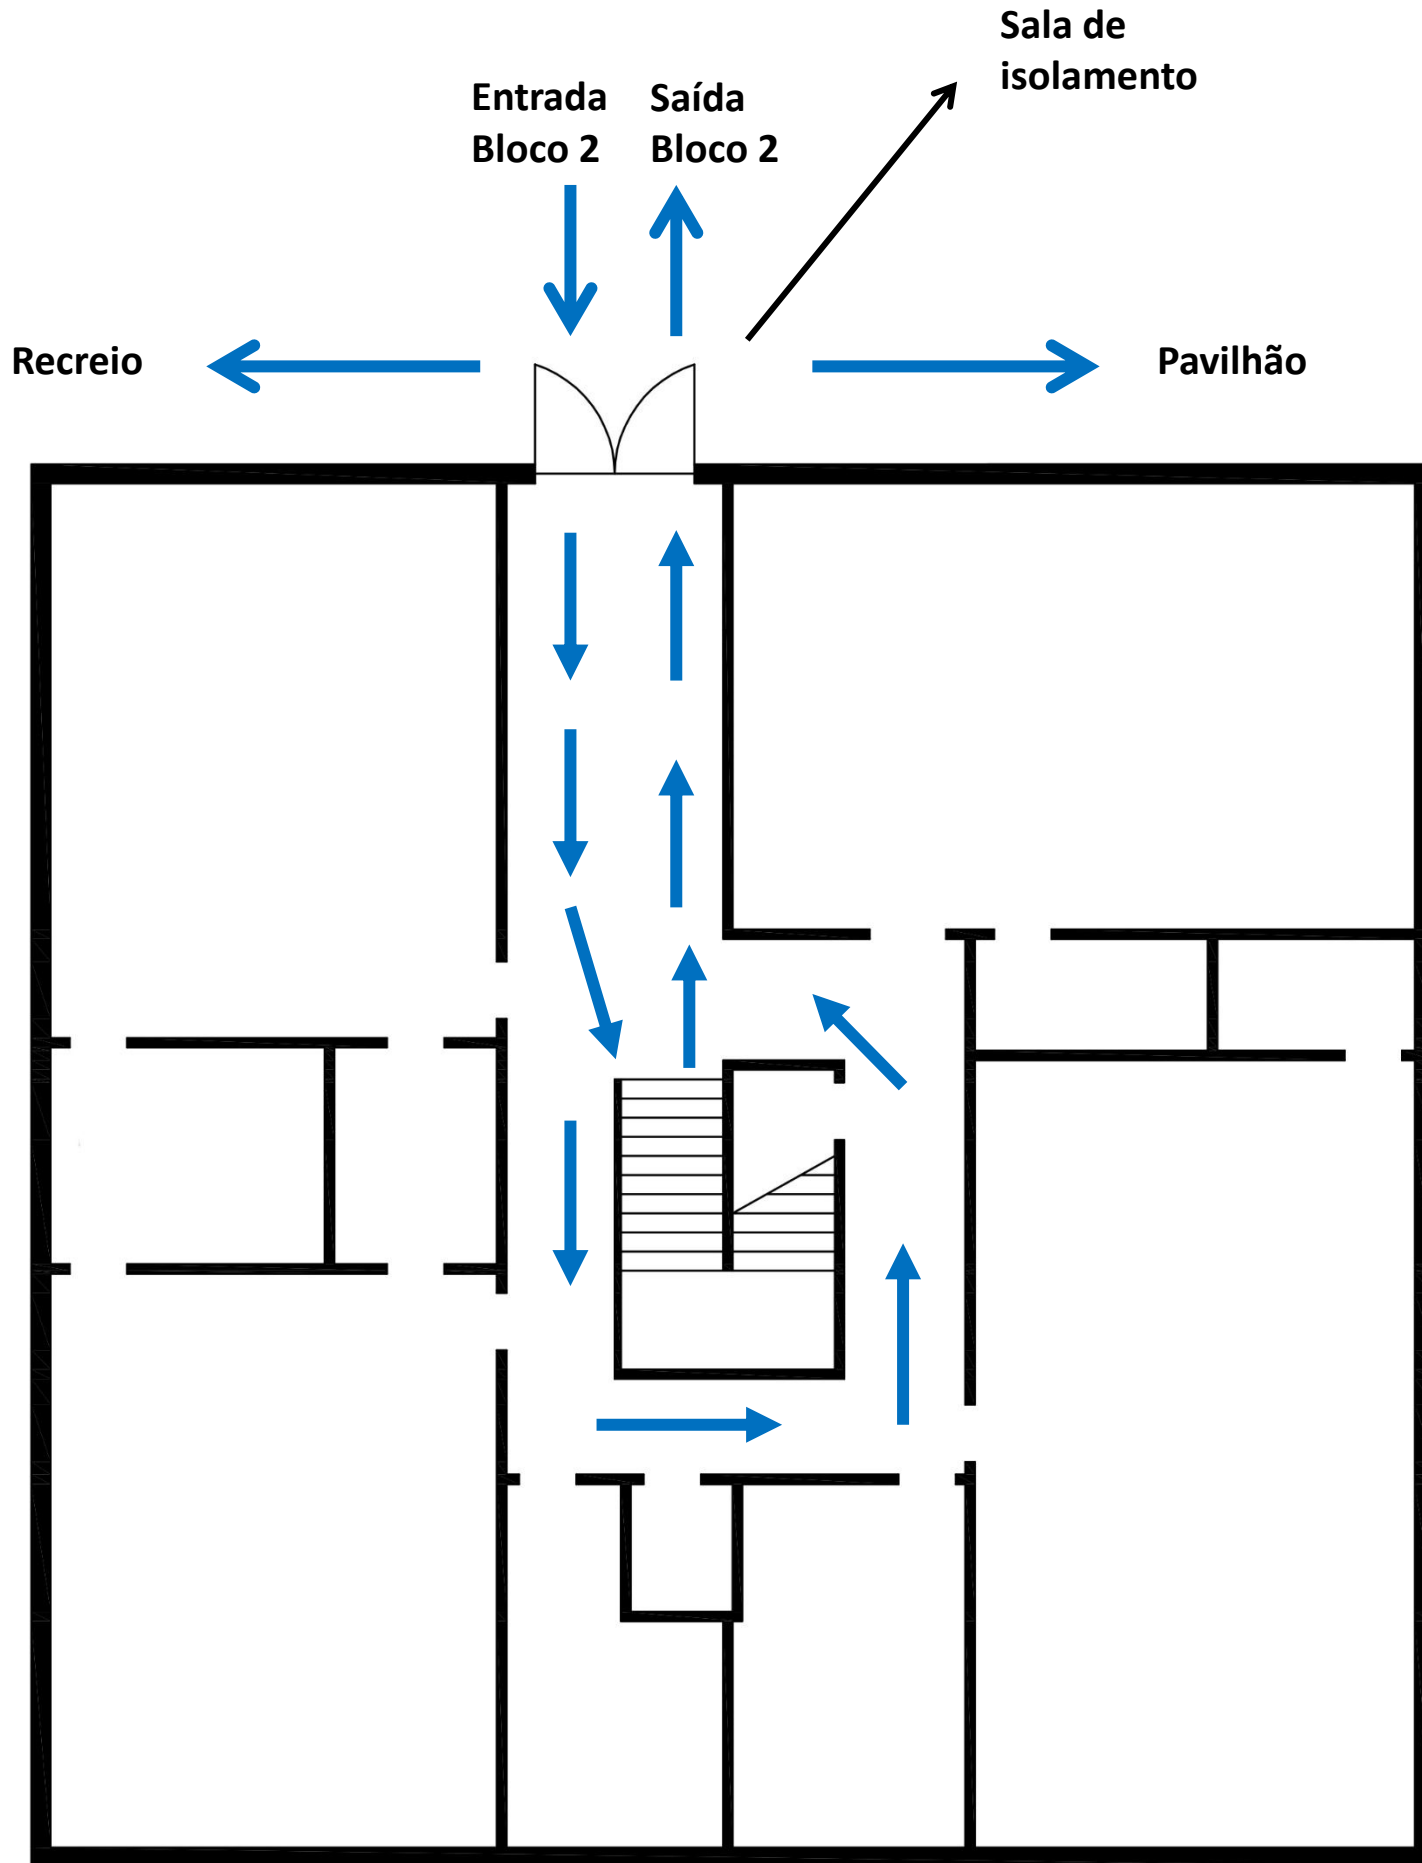 Sala de
isolamento
Entrada
Bloco 2
Saída
Bloco 2
Recreio
Pavilhão